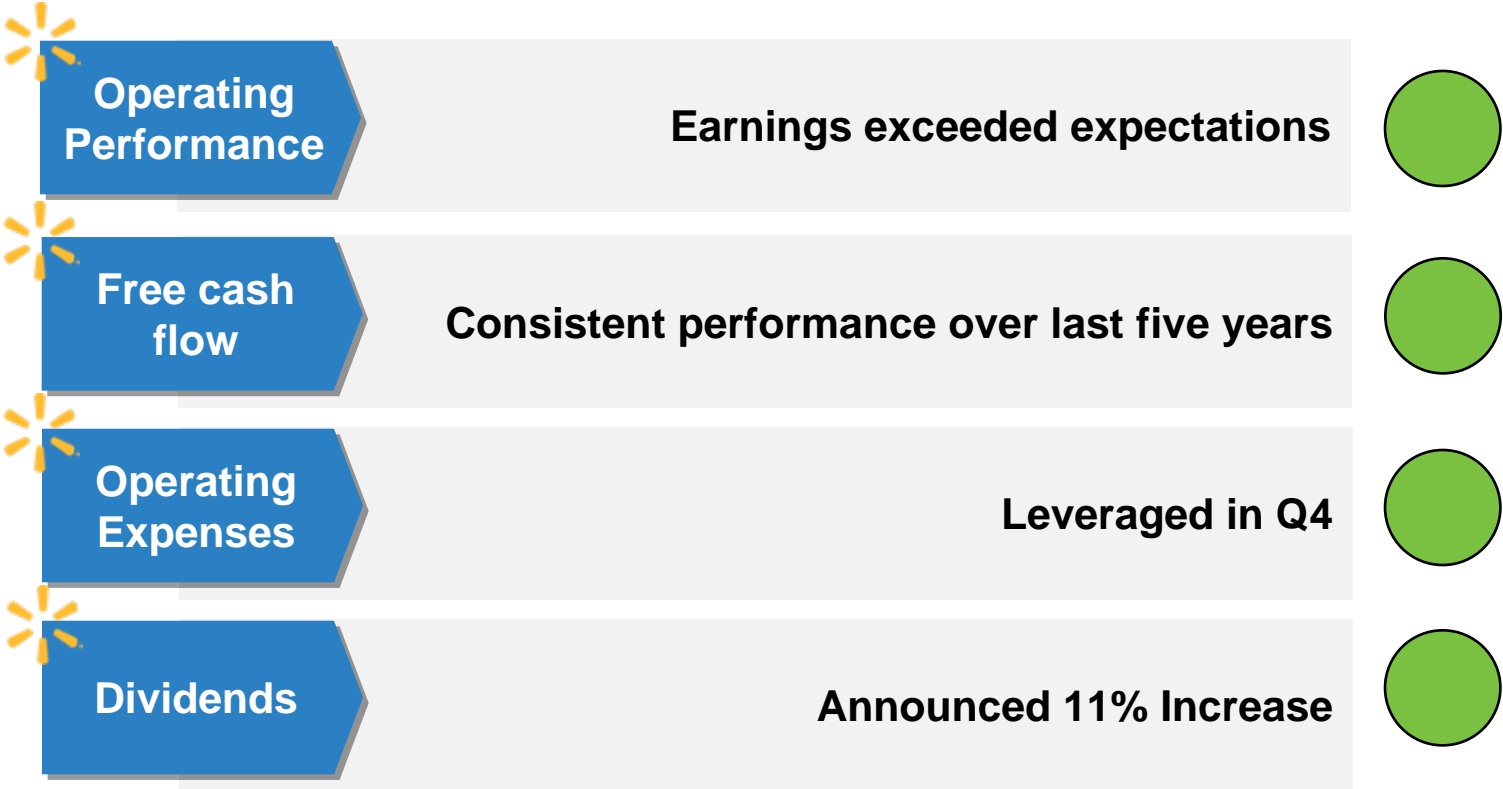 Operating
Performance
Earnings exceeded expectations
Free cash
flow
Consistent performance over last five years
Operating
Expenses
Leveraged in Q4
Dividends
Announced 11% Increase